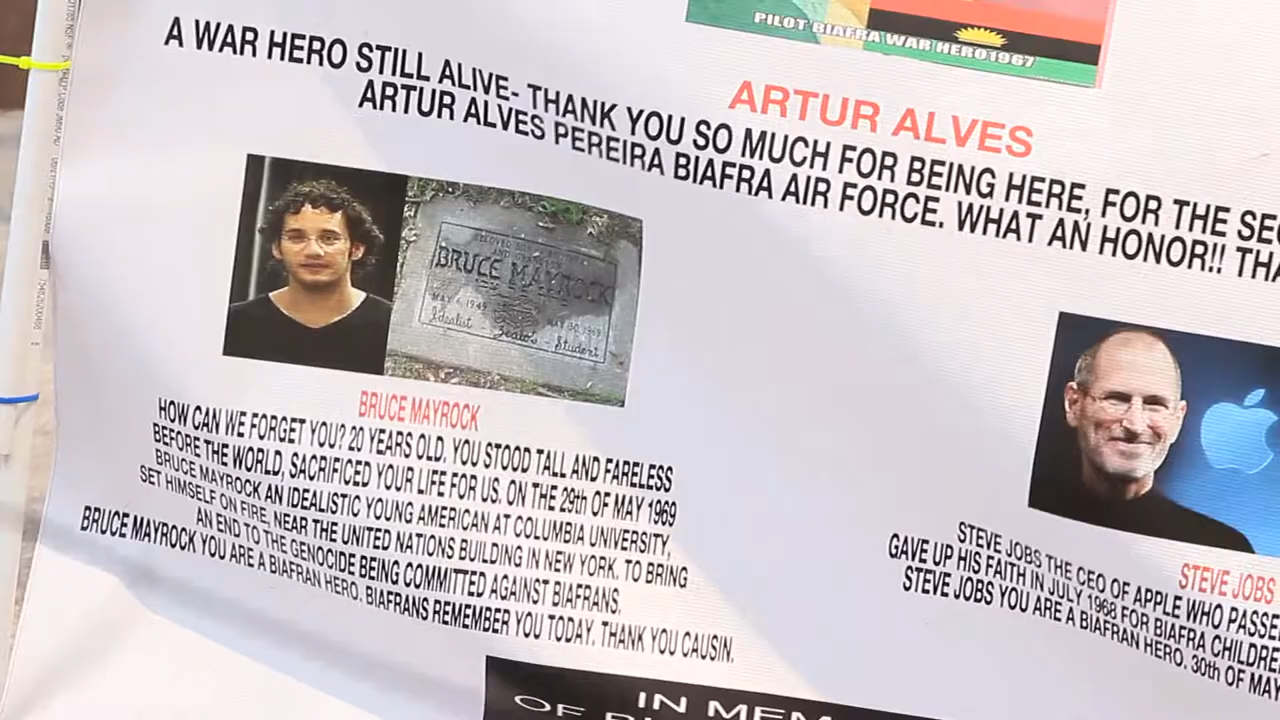 PILOT BIAFRA WAR HERO 1967
ARTUR ALVES
A WAR HERO STILL ALIVE- THANK YOU SO MUCH FOR BEING HERE, FOR THE
ARTUR ALVES PEREIRA BIAFRA AIR FORCE. WHAT AN HONOR!!
BRUCE MAYROCK
MAY 6, 1949 MAY 30, 1969
Idealist - - Student
BRUCE MAYROCK
HOW CAN WE FORGET YOU? 20 YEARS OLD. YOU STOOD TALL AND FARELESS
BEFORE THE WORLD, SACRIFICED YOUR LIFE FOR US. ON THE 29th OF MAY 1969
BRUCE MAYROCK AN IDEALISTIC YOUNG AMERICAN AT COLUMBIA UNIVERSITY,
SET HIMSELF ON FIRE, NEAR THE UNITED NATIONS BUILDING IN NEW YORK. TO BRING
AN END TO THE GENOCIDE BEING COMMITTED AGAINST BIAFRANS.
BRUCE MAYROCK YOU ARE A BIAFRAN HERO. BIAFRANS REMEMBER YOU TODAY. THANK YOU CAUSIN.
STEVE JOBS
STEVE JOBS THE CEO OF APPLE WHO PASSE
GAVE UP HIS FAITH IN JULY 1968 FOR BIAFRA CHILDRE
STEVE JOBS YOU ARE A BIAFRAN HERO. 30th OF MAY
IN MEM
OF